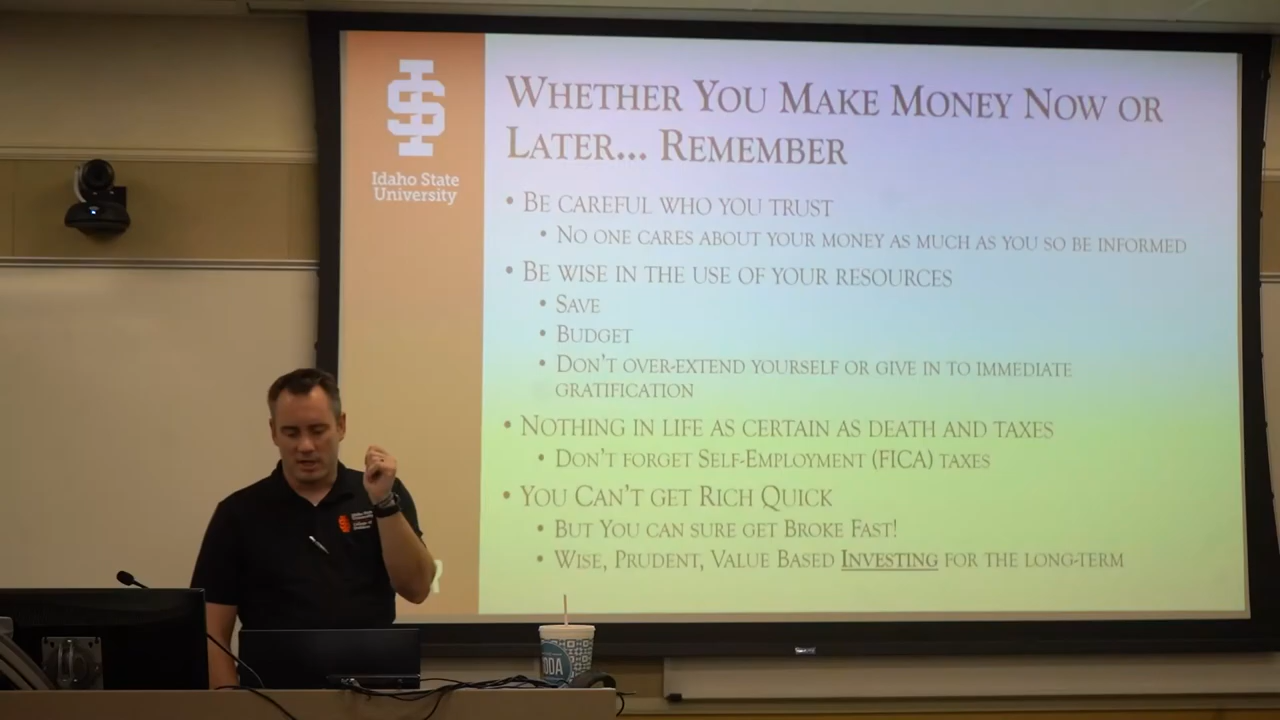 Idaho State
University
WHETHER YOU MAKE MONEY NOW OR
LATER... REMEMBER
• BE CAREFUL WHO YOU TRUST
• NO ONE CARES ABOUT YOUR MONEY AS MUCH AS YOU SO BE INFORMED
• BE WISE IN THE USE OF YOUR RESOURCES
• SAVE
• BUDGET
• DON'T OVER-EXTEND YOURSELF OR GIVE IN TO IMMEDIATE
GRATIFICATION
• NOTHING IN LIFE AS CERTAIN AS DEATH AND TAXES
• DON'T FORGET SELF-EMPLOYMENT (FICA) TAXES
• YOU CAN'T GET RICH QUICK
• BUT YOU CAN SURE GET BROKE FAST!
• WISE, PRUDENT, VALUE BASED INVESTING FOR THE LONG-TERM